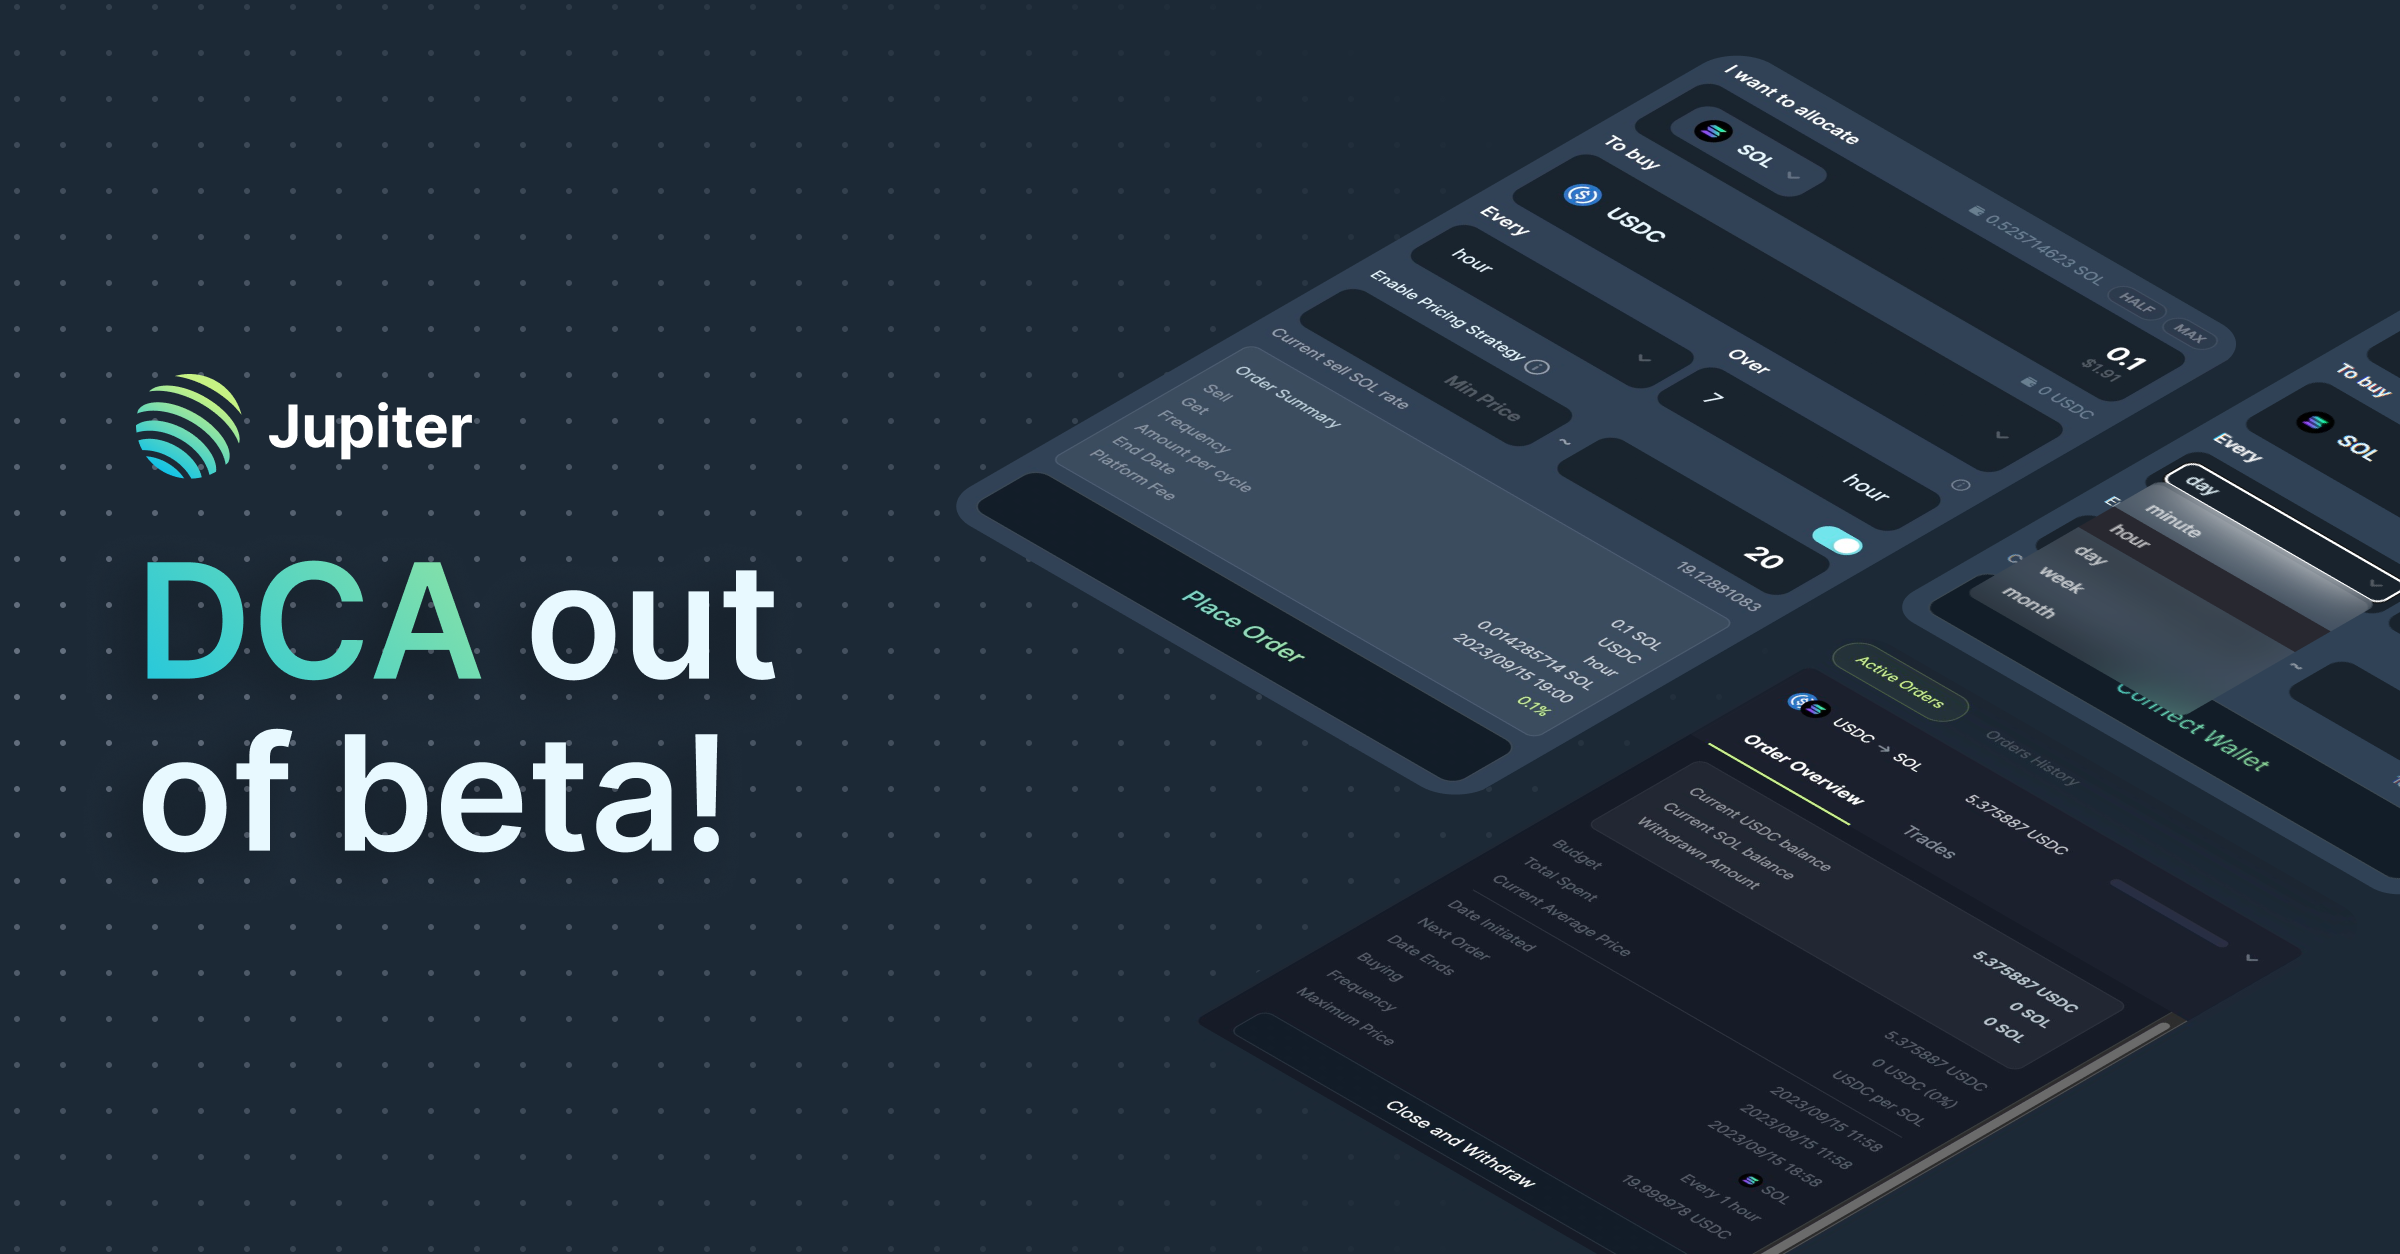 Jupiter
DCA out
of beta!
I want to allocate
0.525714623 SOL HALF MAX
SOL
0.1
$1.91
To buy
0 USDC
USDC
Every
Over
hour
7
hour
Enable Pricing Strategy
Min Price
~
20
Current sell SOL rate
19.12881083
Order Summary
Sell
0.1 SOL
Get
USDC
Frequency
hour
Amount per cycle
0.014285714 SOL
End Date
2023/09/15 19:00
Platform Fee
0.1%
Place Order
To buy
SOL
Every
day
minute
hour
day
week
month
~
Connect Wallet
Active Orders
Orders History
USDC → SOL
5.375887 USDC
Order Overview
Trades
Current USDC balance
5.375887 USDC
Current SOL balance
0 SOL
Withdrawn Amount
0 SOL
Budget
5.375887 USDC
Total Spent
0 USDC (0%)
Current Average Price
USDC per SOL
Date Initiated
2023/09/15 11:58
Next Order
2023/09/15 11:58
Date Ends
2023/09/15 18:58
Buying
SOL
Frequency
Every 1 hour
Maximum Price
19.999978 USDC
Close and Withdraw